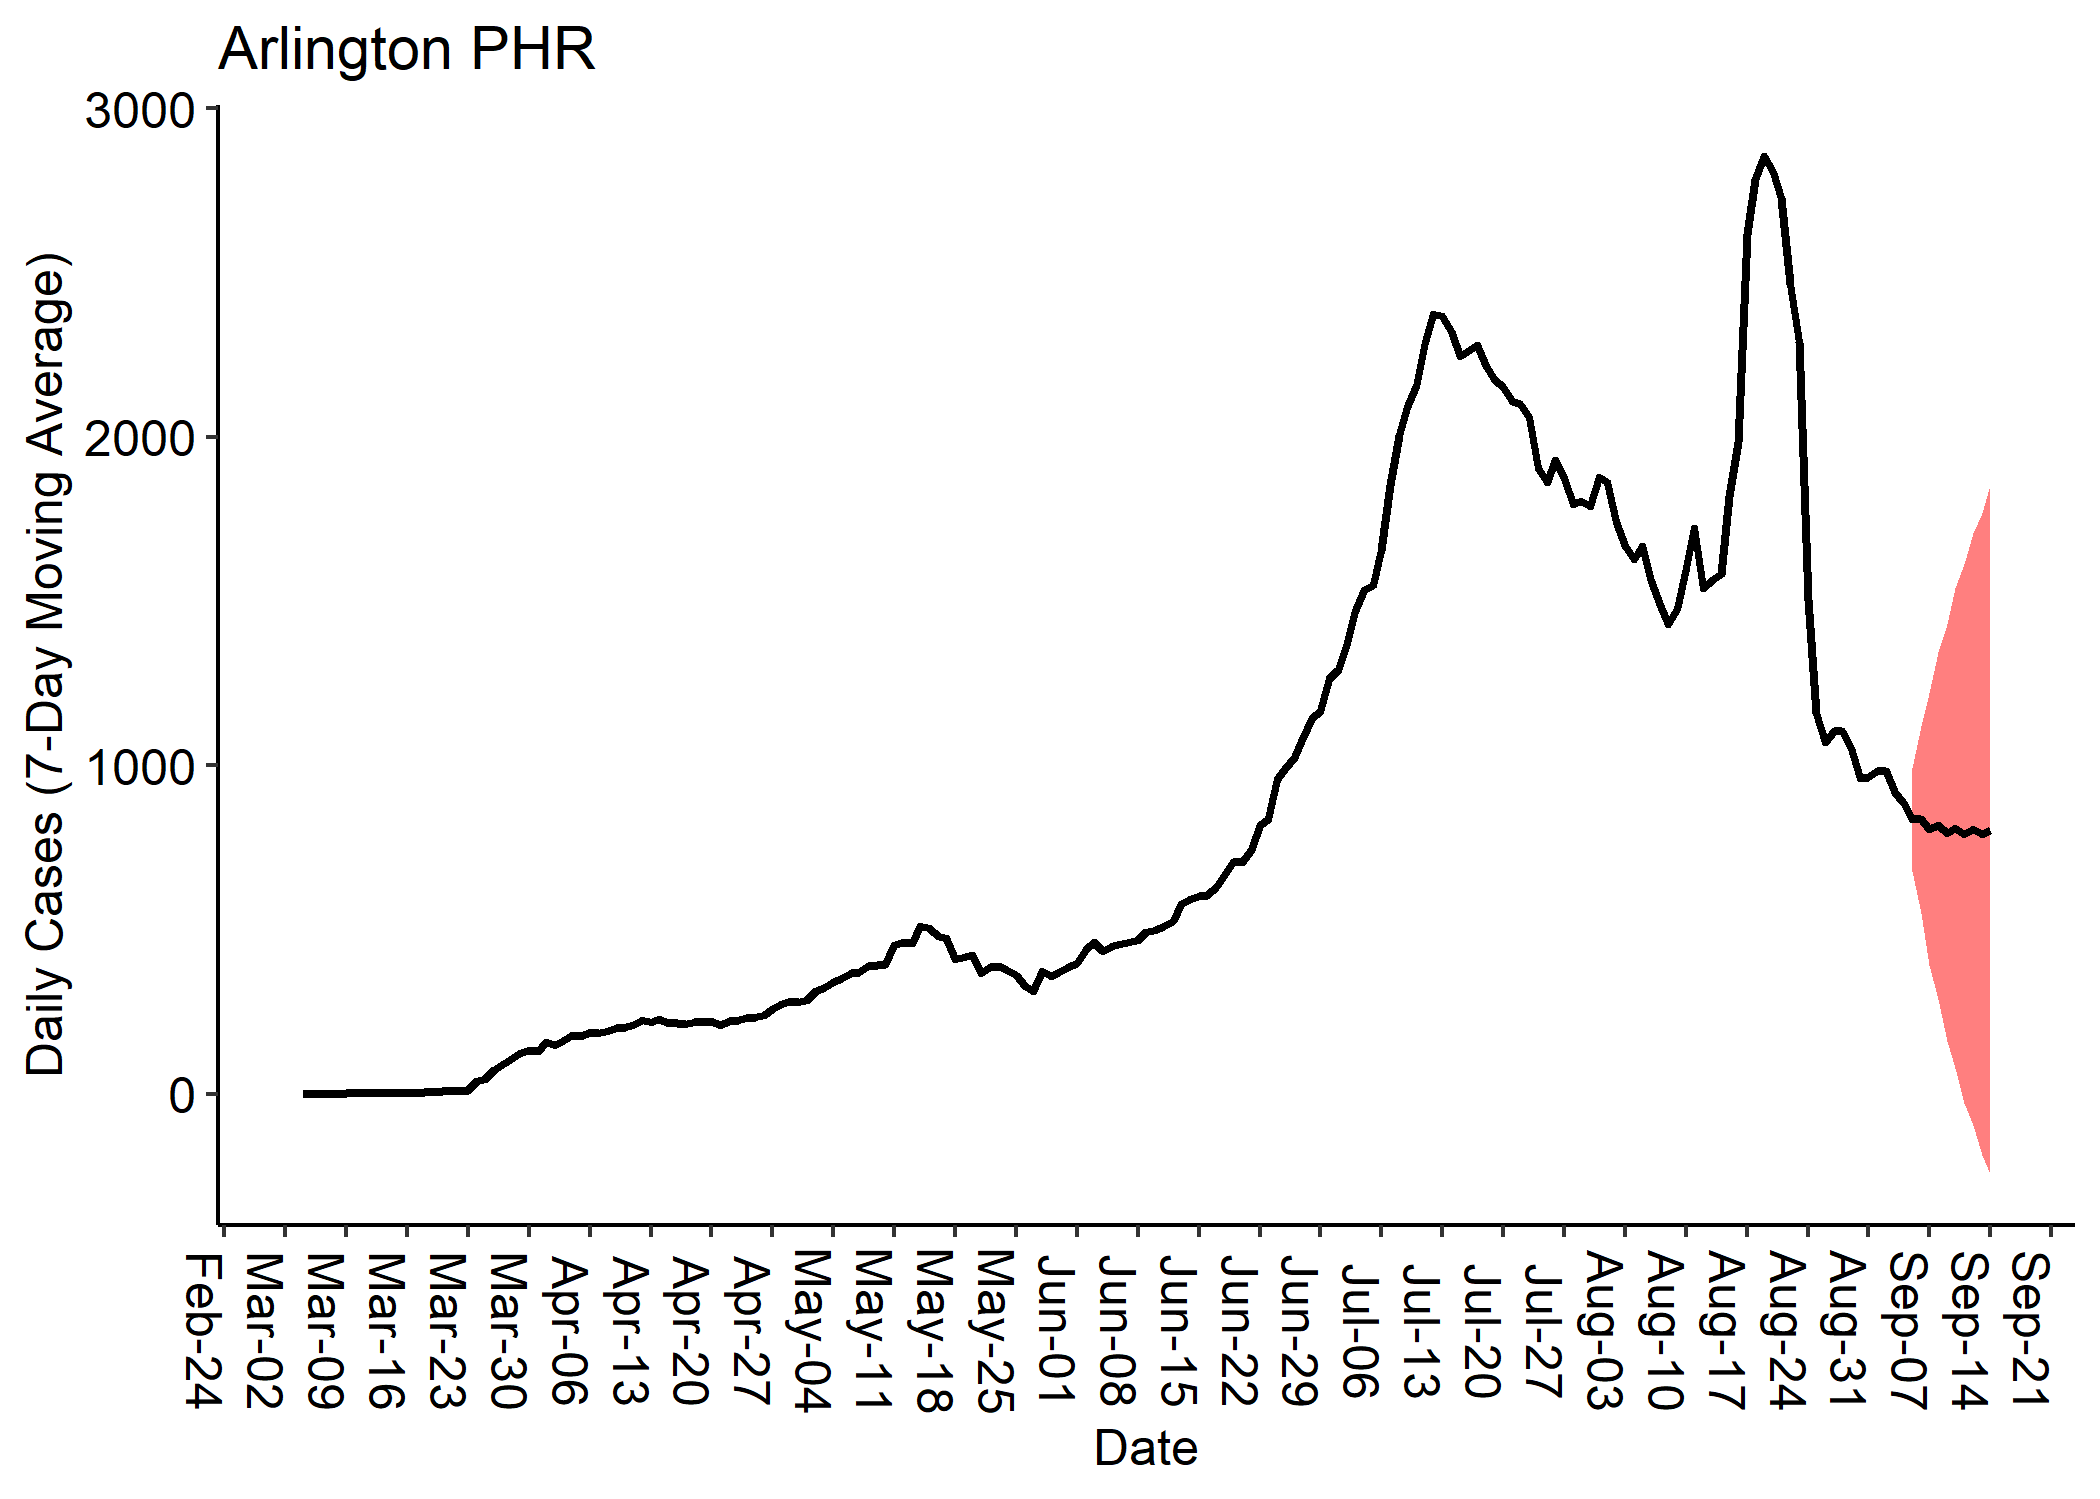 Arlington PHR
Daily Cases (7-Day Moving Average)
3000
2000
1000
0
Feb-24
Mar-02
Mar-09
Mar-16
Mar-23
Mar-30
Apr-06
Apr-13
Apr-20
Apr-27
May-04
May-11
May-18
May-25
Jun-01
Jun-08
Jun-15
Jun-22
Jun-29
Jul-06
Jul-13
Jul-20
Jul-27
Aug-03
Aug-10
Aug-17
Aug-24
Aug-31
Sep-07
Sep-14
Sep-21
Date